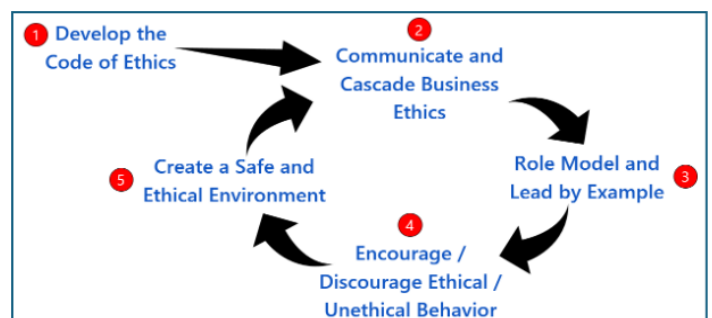 1 Develop the
Code of Ethics
2
Communicate and
Cascade Business
Ethics
Role Model and
Lead by Example
3
4
Encourage /
Discourage Ethical /
Unethical Behavior
5 Create a Safe and
Ethical Environment